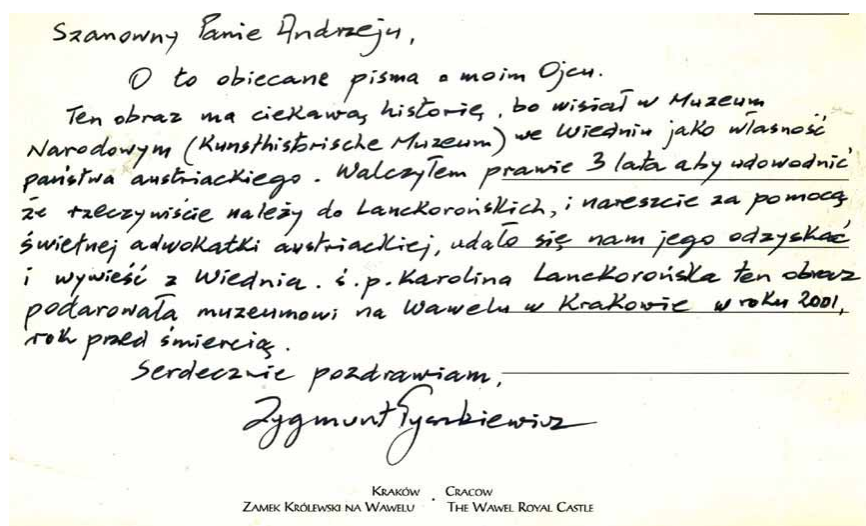 Szanowny Panie Andrzeju,
O to obiecane pisma o moim Ojcu.
Ten obraz ma ciekawą historię, bo wisiał w Muzeum
Narodowym (Kunsthistorische Muzeum) we Wiedniu jako własność
państwa austriackiego. Walczyłem prawie 3 lata aby udowodnić
że rzeczywiście należy do Lanckorońskich, i nareszcie za pomocą
świetnej adwokatki austriackiej, udało się nam jego odzyskać
i wywieść z Wiednia. ś.p. Karolina Lanckorońska ten obraz
podarowała muzeumowi na Wawelu w Krakowie w roku 2001,
rok przed śmiercią.
Serdecznie pozdrawiam,
Zygmunt Tyszkiewicz
Kraków · Cracow
Zamek Królewski na Wawelu The Wawel Royal Castle